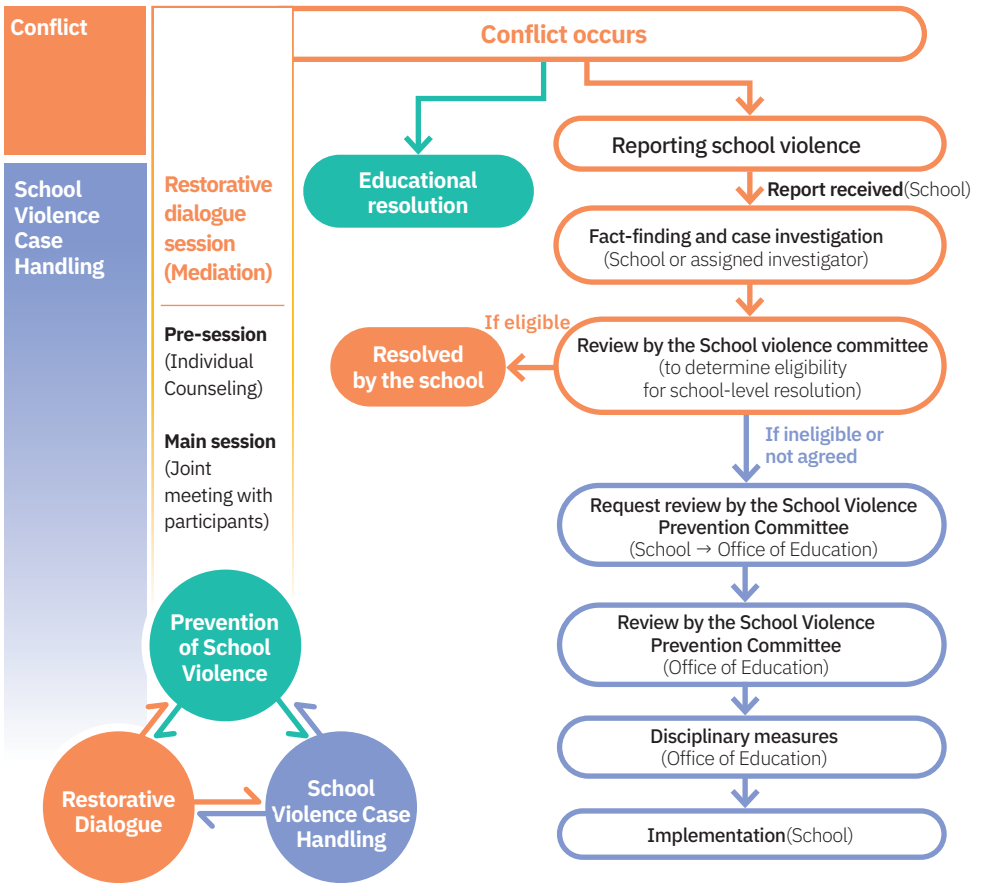 Conflict
Conflict occurs
School
Violence
Case
Handling
Restorative
dialogue
session
(Mediation)
Pre-session
(Individual
Counseling)
Main session
(Joint
meeting with
participants)
Educational
resolution
Reporting school violence
Report received(School)
Fact-finding and case investigation
(School or assigned investigator)
If eligible
Resolved
by the school
Review by the School violence committee
(to determine eligibility
for school-level resolution)
If ineligible or
not agreed
Request review by the School Violence
Prevention Committee
(School → Office of Education)
Review by the School Violence
Prevention Committee
(Office of Education)
Disciplinary measures
(Office of Education)
Implementation(School)
Prevention
of School
Violence
Restorative
Dialogue
School
Violence Case
Handling